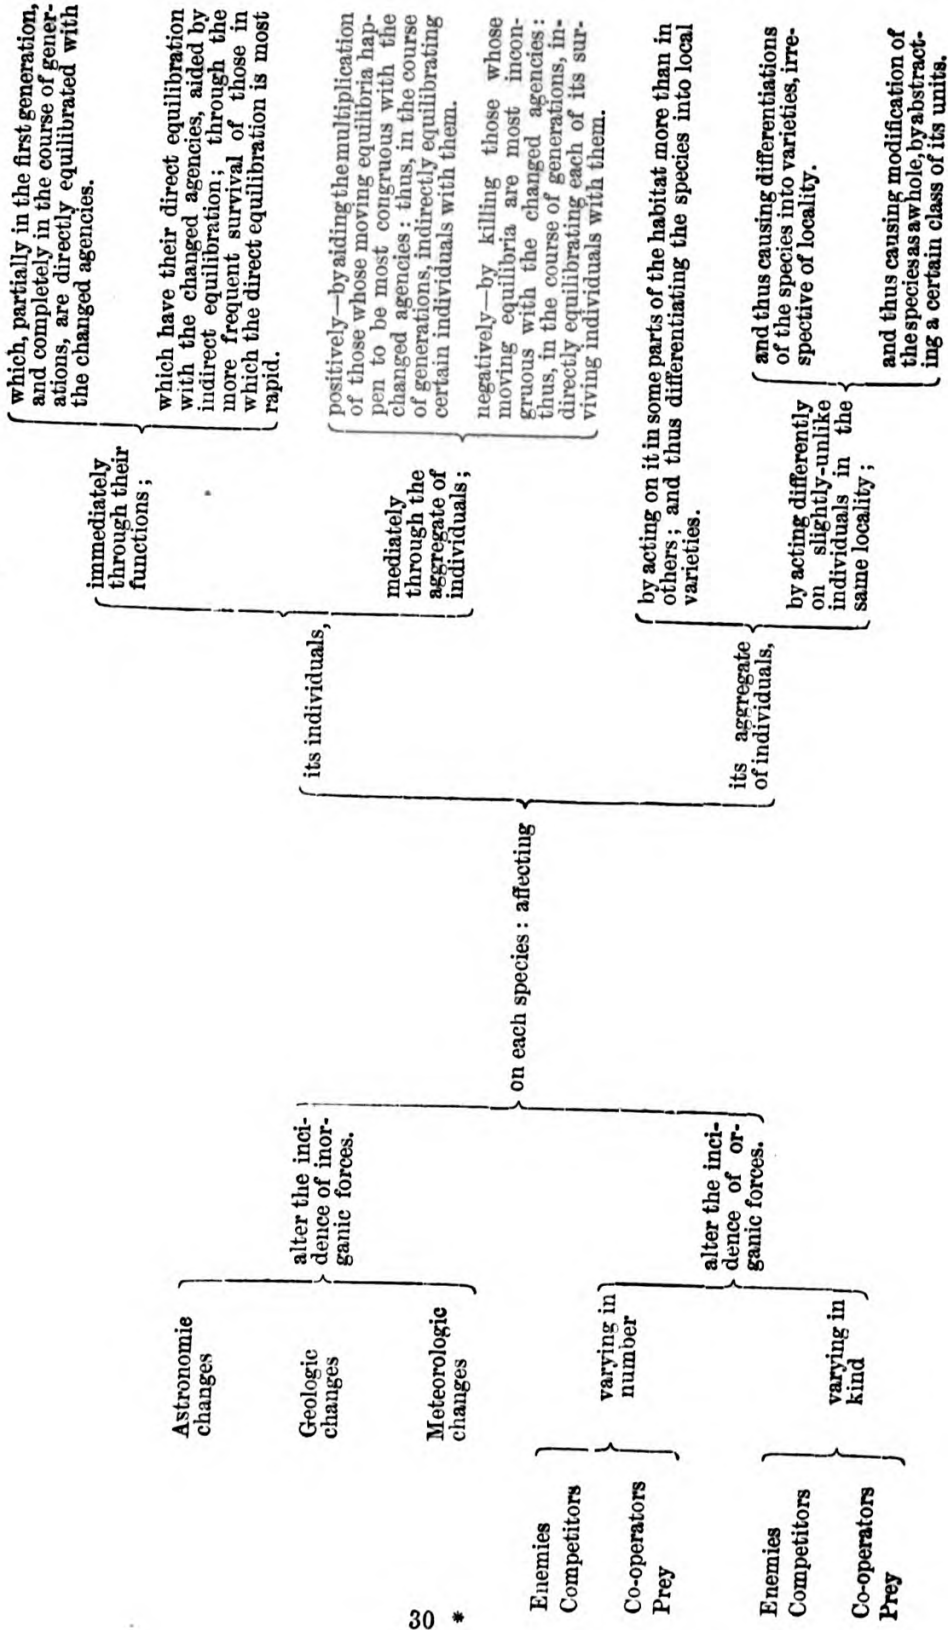 Astronomic
changes
Geologic
changes
Meteorologic
changes
alter the inci-
dence of inor-
ganic forces.
Enemies
Competitors
Co-operators
Prey
varying in
number
Enemies
Competitors
Co-operators
Prey
varying in
kind
alter the inci-
dence of or-
ganic forces.
on each species: affecting
its individuals,
immediately
through their
functions;
which, partially in the first generation,
and completely in the course of gener-
ations, are directly equilibrated with
the changed agencies.
which have their direct equilibration
with the changed agencies, aided by
indirect equilibration; through the
more frequent survival of those in
which the direct equilibration is most
rapid.
mediately
through the
aggregate of
individuals;
positively—by aiding the multiplication
of those whose moving equilibria hap-
pen to be most congruous with the
changed agencies: thus, in the course
of generations, indirectly equilibrating
certain individuals with them.
negatively—by killing those whose
moving equilibria are most incon-
gruous with the changed agencies:
thus, in the course of generations, in-
directly equilibrating each of its sur-
viving individuals with them.
its aggregate
of individuals,
by acting on it in some parts of the habitat more than in
others; and thus differentiating the species into local
varieties.
by acting differently
on slightly-unlike
individuals in the
same locality;
and thus causing differentiations
of the species into varieties, irre-
spective of locality.
and thus causing modification of
the species as a whole, by abstract-
ing a certain class of its units.
30 *